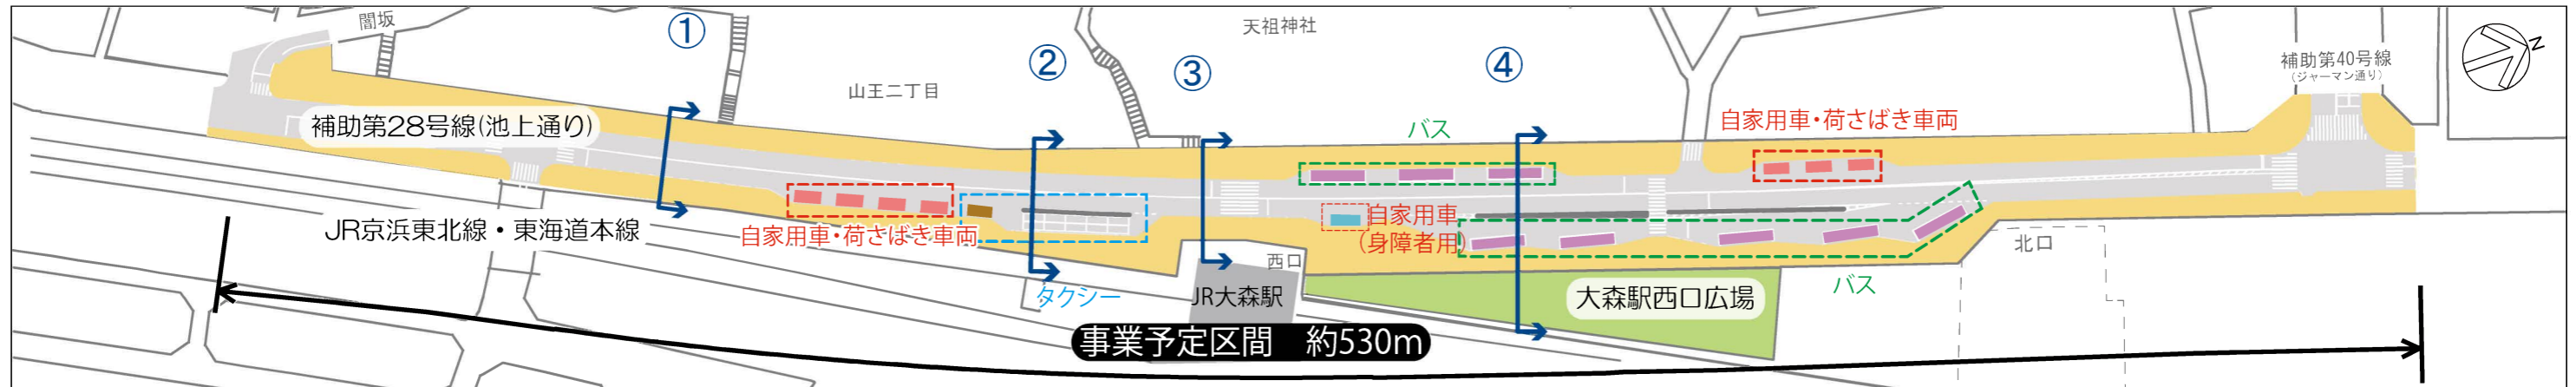 闇坂
①
②
③
④
天祖神社
山王二丁目
補助第40号線
(ジャーマン通り)
N
補助第28号線(池上通り)
バス
自家用車・荷さばき車両
自家用車
(身障者用)
JR京浜東北線・東海道本線
自家用車・荷さばき車両
タクシー
西口
JR大森駅
大森駅西口広場
バス
北口
事業予定区間　約530m